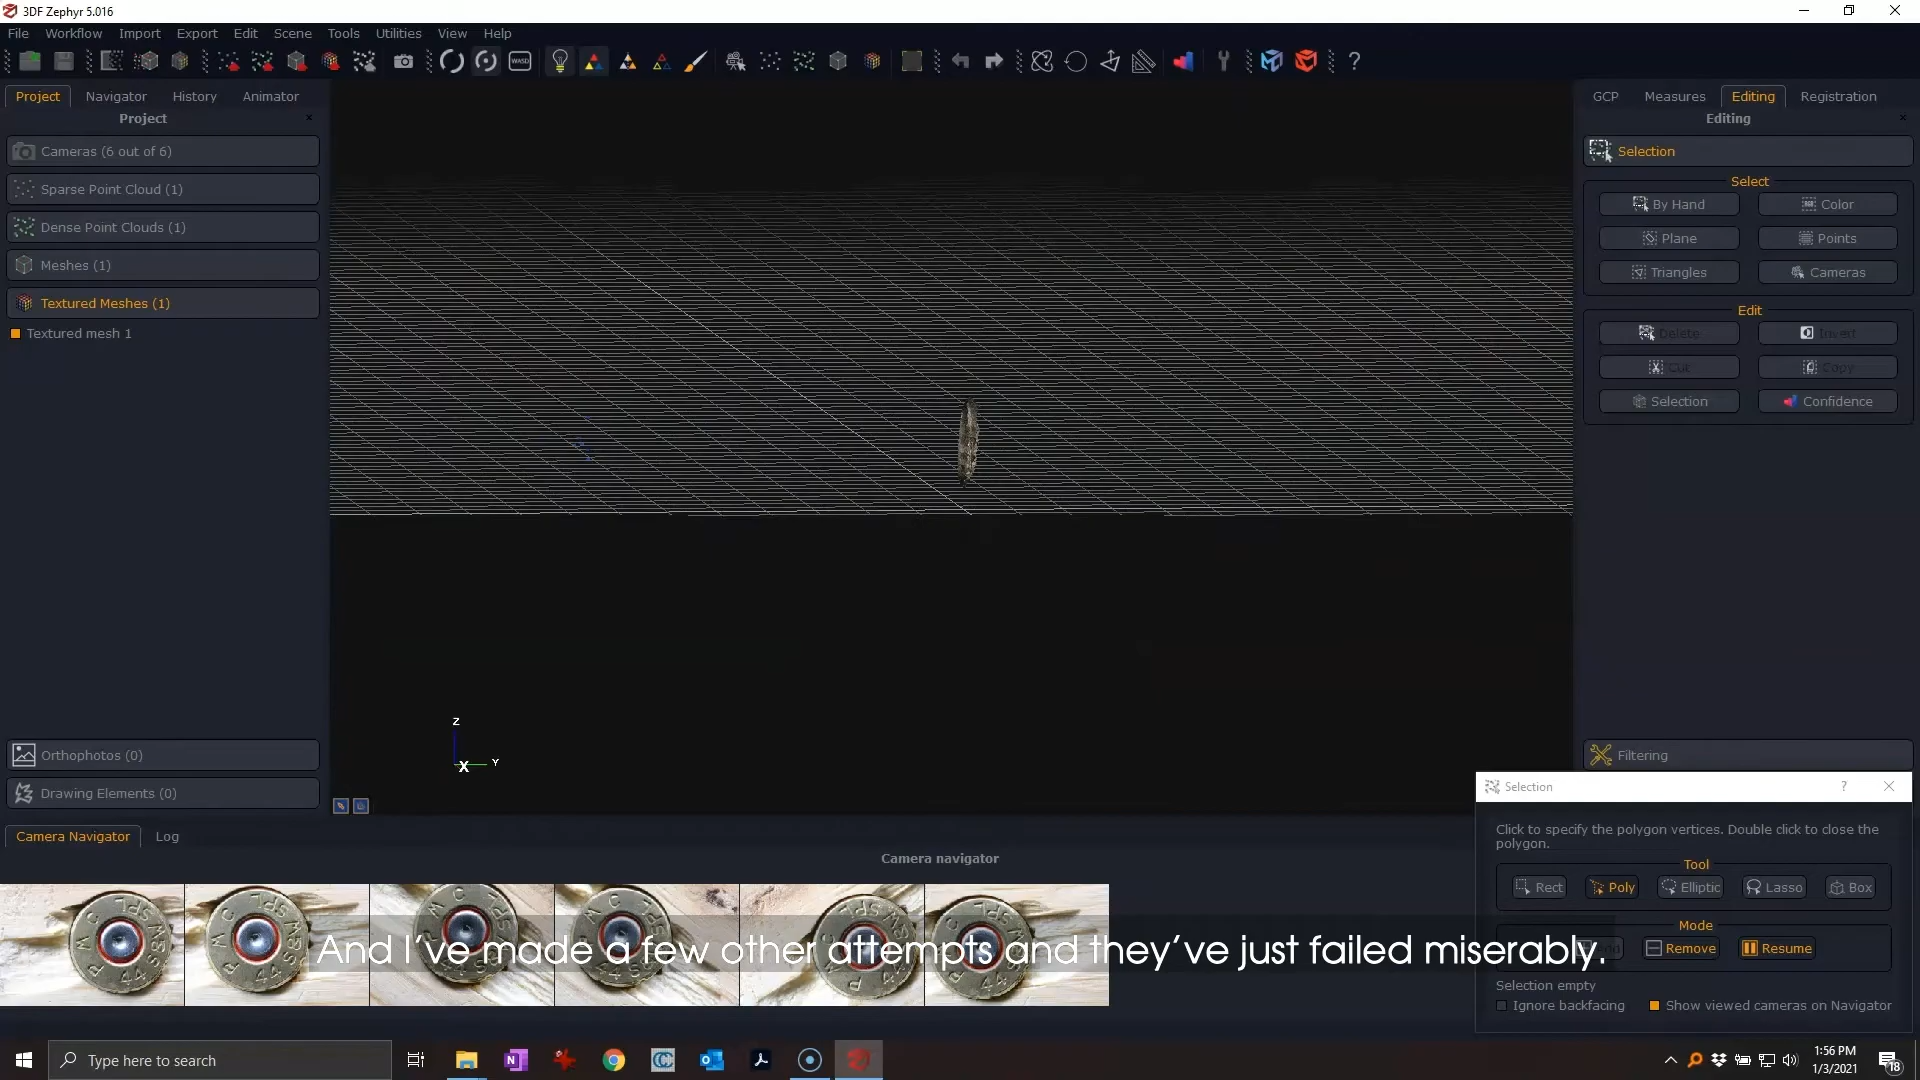 3DF Zephyr 5.016
File Workflow Import Export Edit Scene Tools Utilities View Help
WASD
Project Navigator History Animator
Project
Cameras (6 out of 6)
Sparse Point Cloud (1)
Dense Point Clouds (1)
Meshes (1)
Textured Meshes (1)
Textured mesh 1
Orthophotos (0)
Drawing Elements (0)
Z
X Y
GCP Measures Editing Registration
Editing
Selection
Select
By Hand Color
Plane Points
Triangles Cameras
Edit
Delete Invert
Cut Copy
Selection Confidence
Filtering
Selection
Click to specify the polygon vertices. Double click to close the
polygon.
Tool
Rect Poly Elliptic Lasso Box
Mode
Remove Resume
Selection empty
Ignore backfacing Show viewed cameras on Navigator
Camera Navigator Log
Camera navigator
And I've made a few other attempts and they've just failed miserably.
Type here to search
1:56 PM
1/3/2021
18